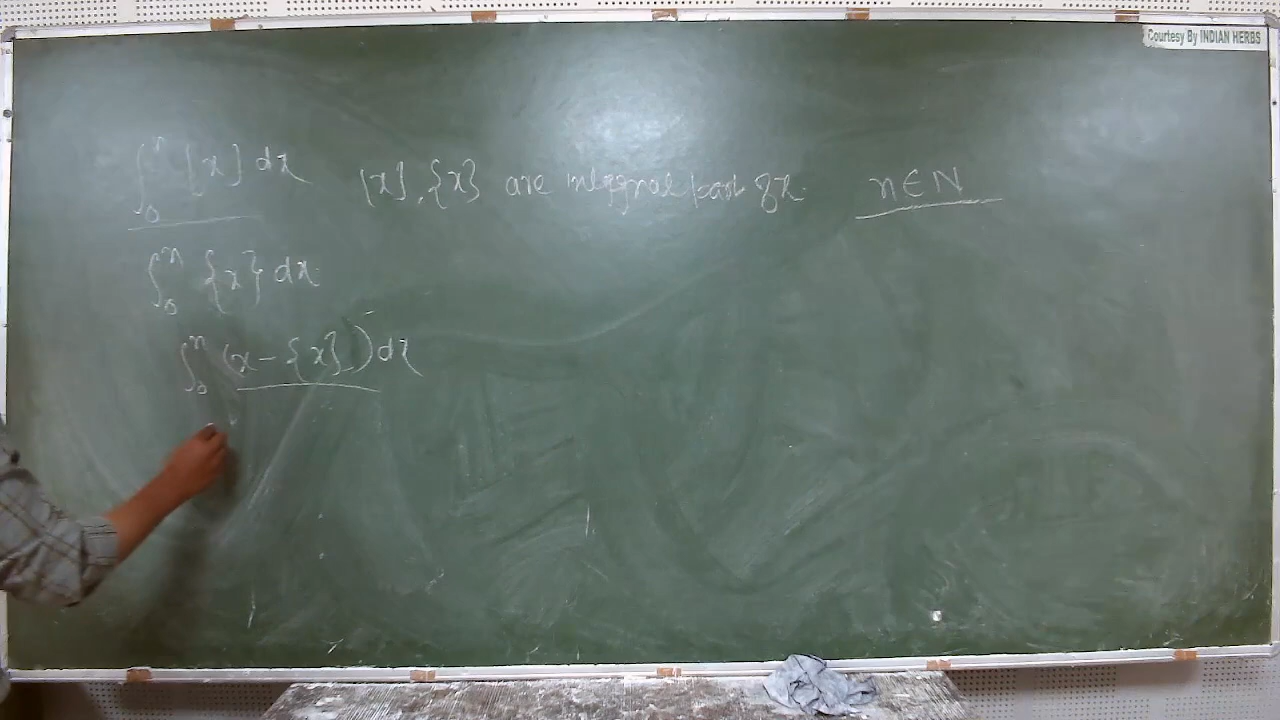 Courtesy By INDIAN HERBS
∫₀ⁿ [x] dx [x], {x} are integral part of x. n∈N
∫₀ⁿ {x} dx
∫₀ⁿ (x-{x}) dx